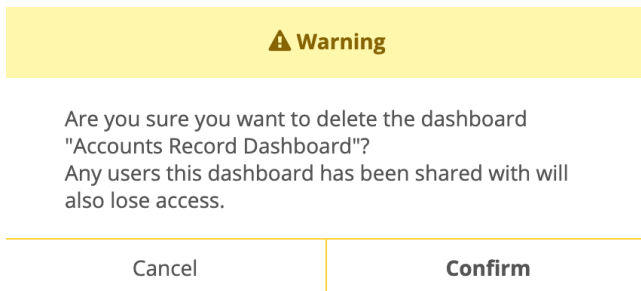 Warning
Are you sure you want to delete the dashboard
"Accounts Record Dashboard"?
Any users this dashboard has been shared with will
also lose access.
Cancel
Confirm